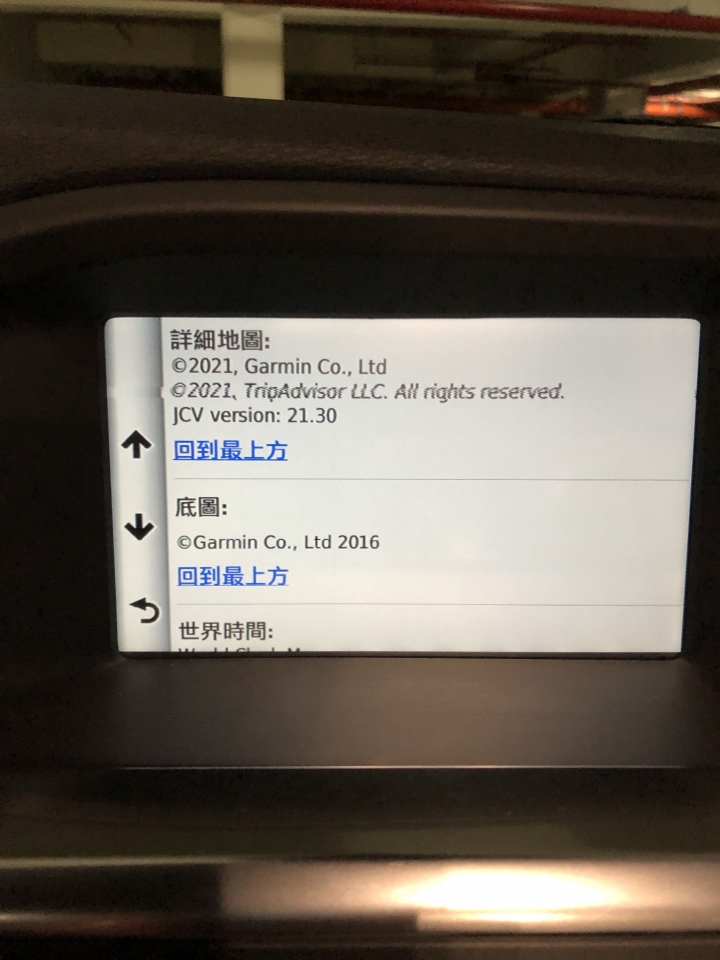 詳細地圖:
©2021, Garmin Co., Ltd
©2021, TripAdvisor LLC. All rights reserved.
JCV version: 21.30
回到最上方
底圖:
©Garmin Co., Ltd 2016
回到最上方
世界時間: